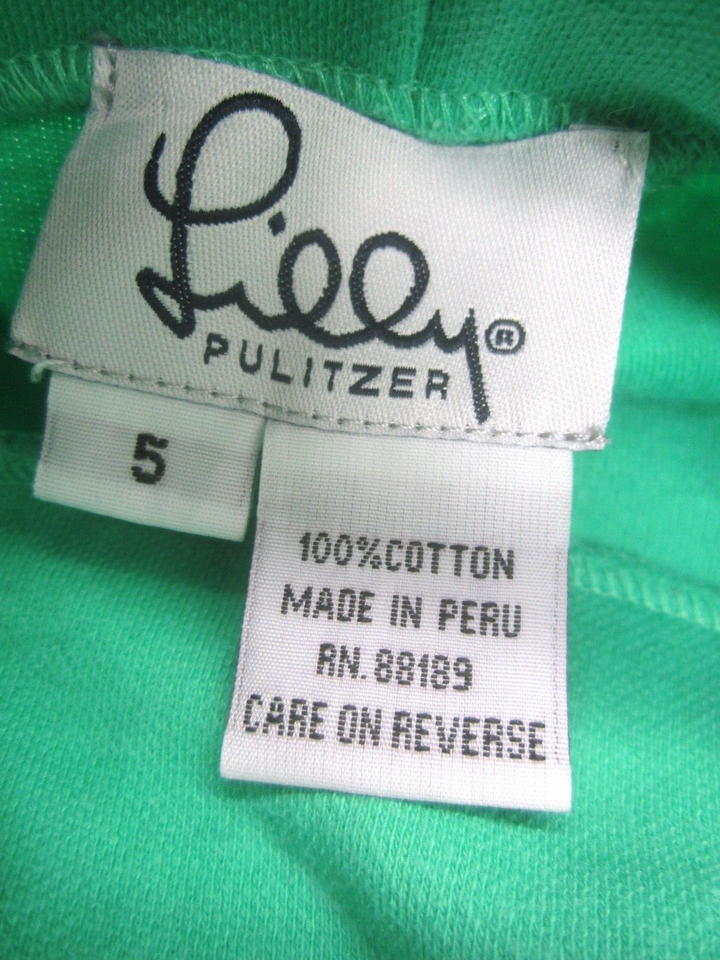 Lilly®
PULITZER
5
100%COTTON
MADE IN PERU
RN. 88189
CARE ON REVERSE